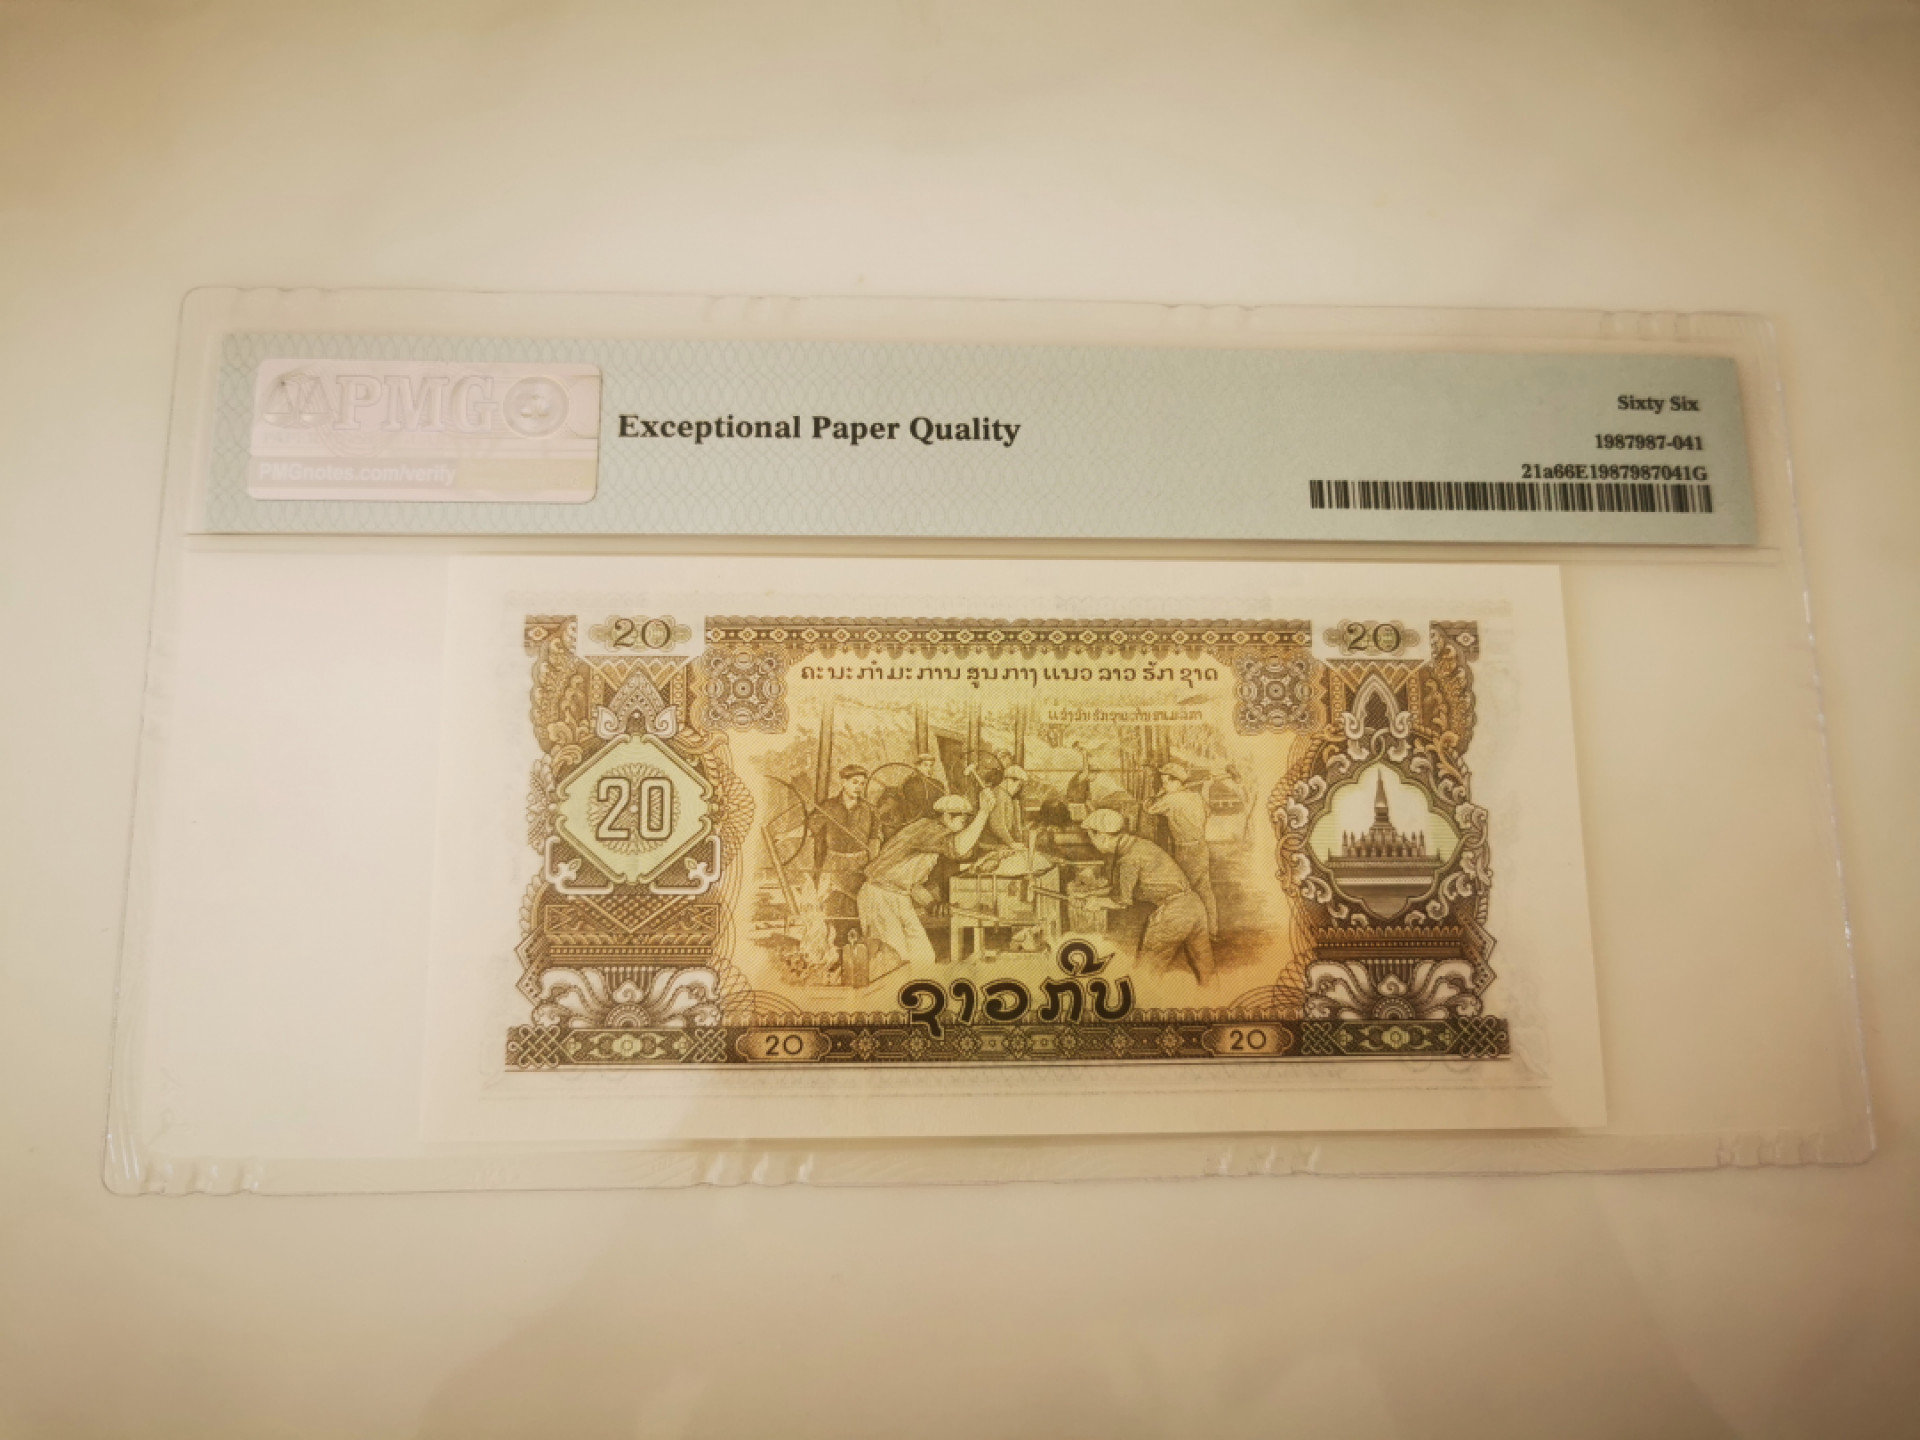 PMG
PMGnotes.com/verify
Exceptional Paper Quality
Sixty Six
1987987-041
21a66E1987987041G
20
20
ຄະນະກຳມະການສູນກາງແນວລາວຮັກຊາດ
20
ຊາວກີບ
20
20